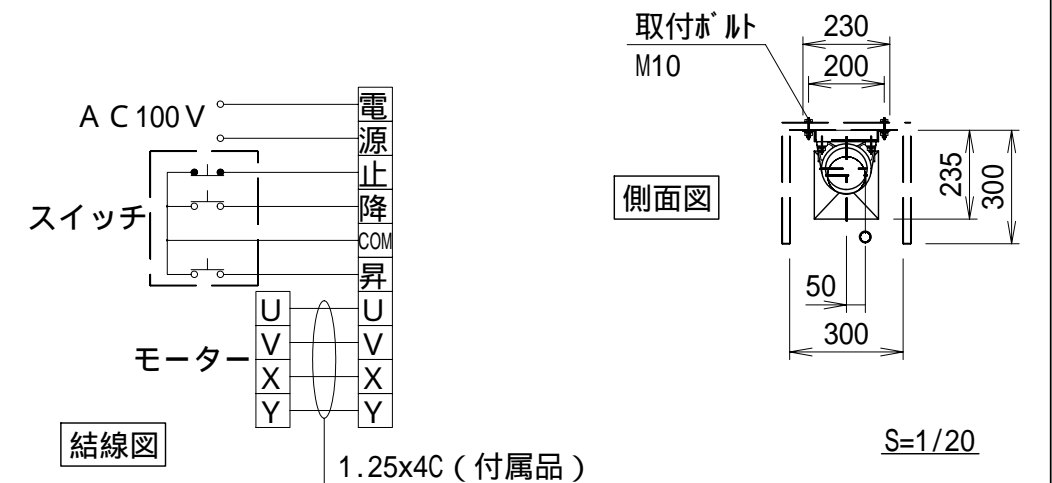 AC100V
電
源
止
降
COM
昇
スイッチ
U U
V V
X X
Y Y
モーター
結線図
1.25x4C(付属品)
取付ボルト
M10
230
200
側面図
235
300
50
300
S=1/20